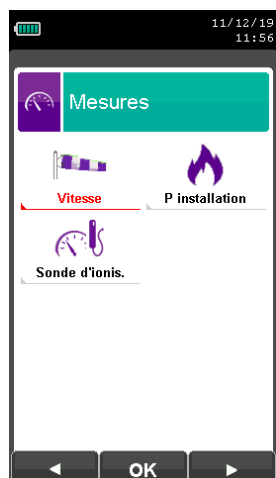 11/12/19
11:56
Mesures
Vitesse
P installation
Sonde d'ionis.
OK